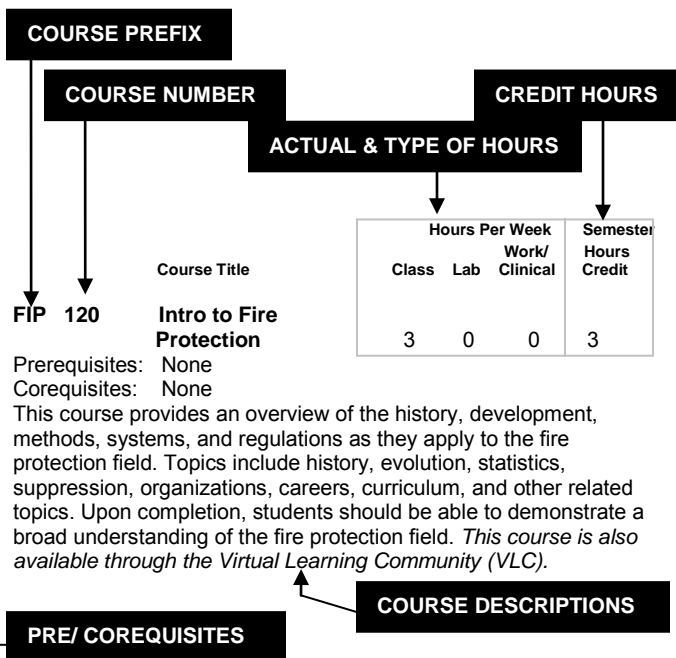 COURSE PREFIX
COURSE NUMBER
CREDIT HOURS
ACTUAL & TYPE OF HOURS
Hours Per Week Semester
Work/ Hours
Course Title Class Lab Clinical Credit
FIP 120 Intro to Fire
Protection 3 0 0 3
Prerequisites: None
Corequisites: None
This course provides an overview of the history, development,
methods, systems, and regulations as they apply to the fire
protection field. Topics include history, evolution, statistics,
suppression, organizations, careers, curriculum, and other related
topics. Upon completion, students should be able to demonstrate a
broad understanding of the fire protection field. This course is also
available through the Virtual Learning Community (VLC).
COURSE DESCRIPTIONS
PRE/ COREQUISITES